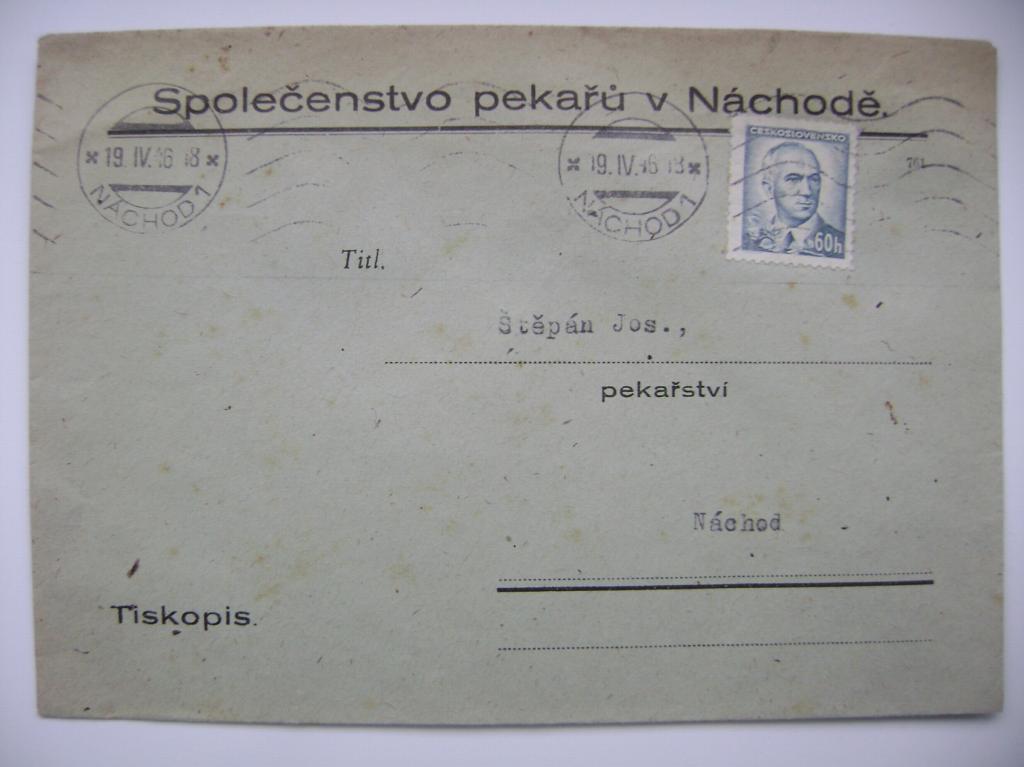 Společenstvo pekařů v Náchodě.
19. IV. 46 18
NÁCHOD 1
19. IV. 46 18
NÁCHOD 1
ČESKOSLOVENSKO
60h
761
Titl.
Štěpán Jos.,
pekařství
Náchod
Tiskopis.